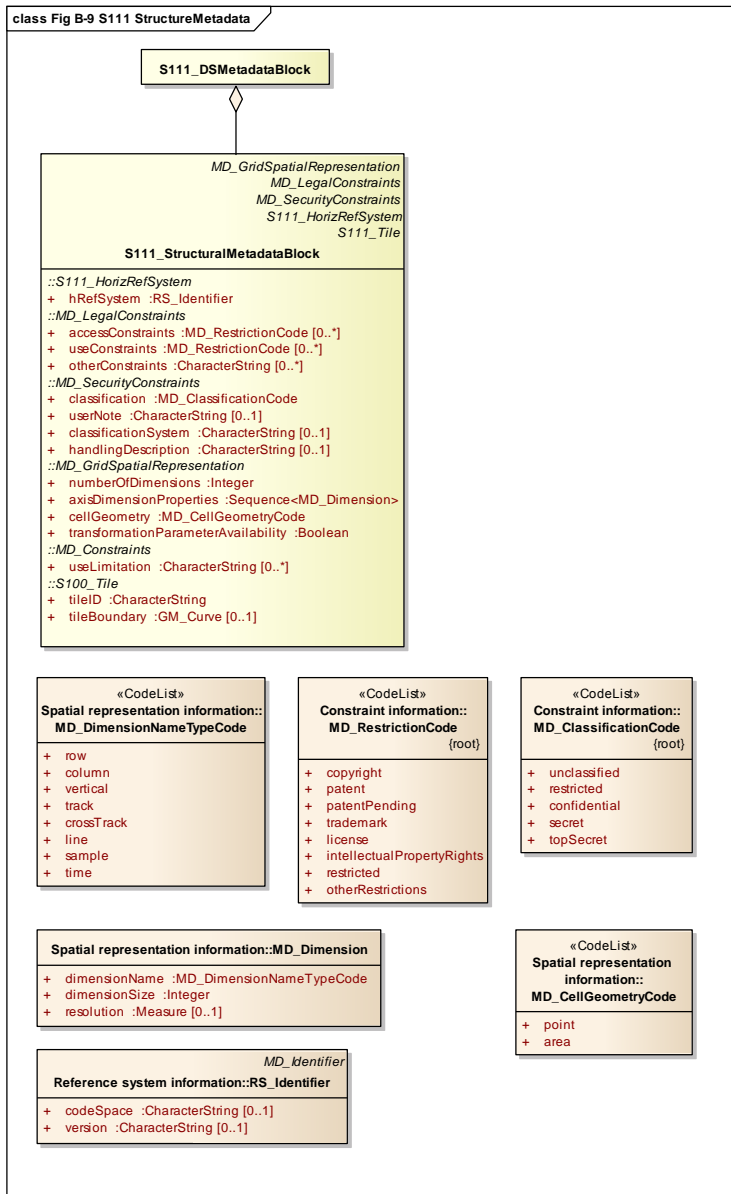 class Fig B-9 S111 StructureMetadata
S111_DSMetadataBlock
MD_GridSpatialRepresentation
MD_LegalConstraints
MD_SecurityConstraints
S111_HorizRefSystem
S111_Tile
S111_StructuralMetadataBlock
::S111_HorizRefSystem
+ hRefSystem :RS_Identifier
::MD_LegalConstraints
+ accessConstraints :MD_RestrictionCode [0..*]
+ useConstraints :MD_RestrictionCode [0..*]
+ otherConstraints :CharacterString [0..*]
::MD_SecurityConstraints
+ classification :MD_ClassificationCode
+ userNote :CharacterString [0..1]
+ classificationSystem :CharacterString [0..1]
+ handlingDescription :CharacterString [0..1]
::MD_GridSpatialRepresentation
+ numberOfDimensions :Integer
+ axisDimensionProperties :Sequence<MD_Dimension>
+ cellGeometry :MD_CellGeometryCode
+ transformationParameterAvailability :Boolean
::MD_Constraints
+ useLimitation :CharacterString [0..*]
::S100_Tile
+ tileID :CharacterString
+ tileBoundary :GM_Curve [0..1]
«CodeList»
Spatial representation information::
MD_DimensionNameTypeCode
+ row
+ column
+ vertical
+ track
+ crossTrack
+ line
+ sample
+ time
«CodeList»
Constraint information::
MD_RestrictionCode
{root}
+ copyright
+ patent
+ patentPending
+ trademark
+ license
+ intellectualPropertyRights
+ restricted
+ otherRestrictions
«CodeList»
Constraint information::
MD_ClassificationCode
{root}
+ unclassified
+ restricted
+ confidential
+ secret
+ topSecret
Spatial representation information::MD_Dimension
+ dimensionName :MD_DimensionNameTypeCode
+ dimensionSize :Integer
+ resolution :Measure [0..1]
«CodeList»
Spatial representation
information::
MD_CellGeometryCode
+ point
+ area
MD_Identifier
Reference system information::RS_Identifier
+ codeSpace :CharacterString [0..1]
+ version :CharacterString [0..1]